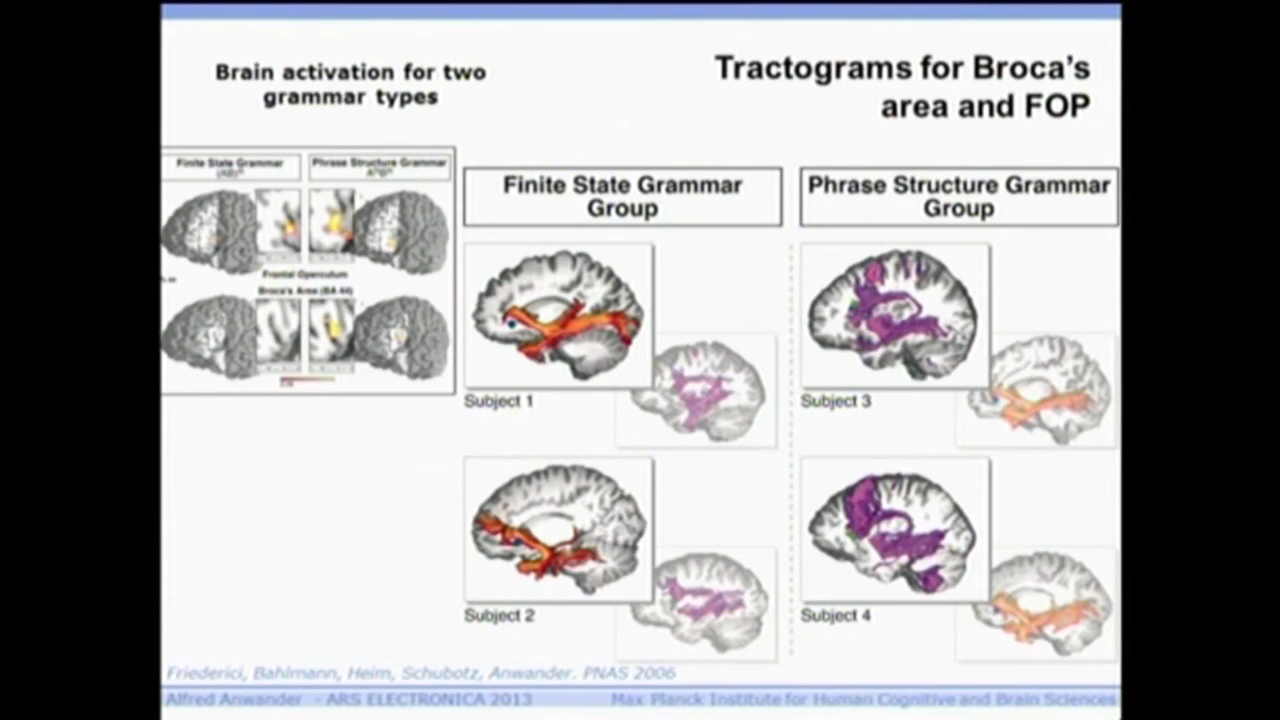 Brain activation for two
grammar types
Tractograms for Broca's
area and FOP
Finite State Grammar
(AB)ⁿ
Phrase Structure Grammar
AⁿBⁿ
Frontal Operculum
Broca's Area (BA 44)
Finite State Grammar
Group
Phrase Structure Grammar
Group
Subject 1
Subject 3
Subject 2
Subject 4
Friederici, Bahlmann, Heim, Schubotz, Anwander. PNAS 2006
Alfred Anwander - ARS ELECTRONICA 2013
Max Planck Institute for Human Cognitive and Brain Sciences